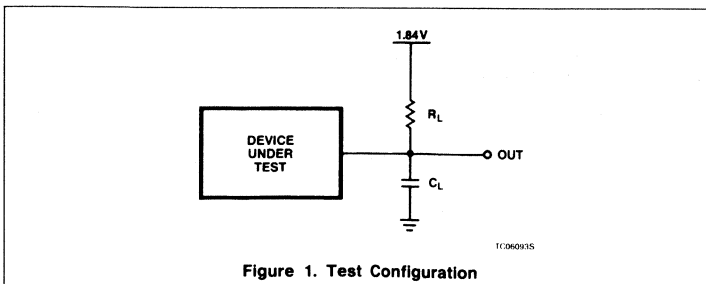 1.84V
R_L
DEVICE
UNDER
TEST
OUT
C_L
TC06093S
Figure 1. Test Configuration